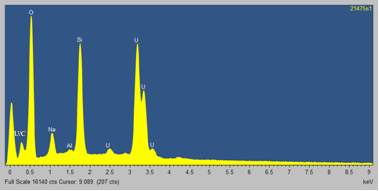 21475s1
O
Si
U
U
U/C
Na
Al
U
U
0 0.5 1 1.5 2 2.5 3 3.5 4 4.5 5 5.5 6 6.5 7 7.5 8 8.5 9
Full Scale 16140 cts Cursor: 9.089 (207 cts) keV